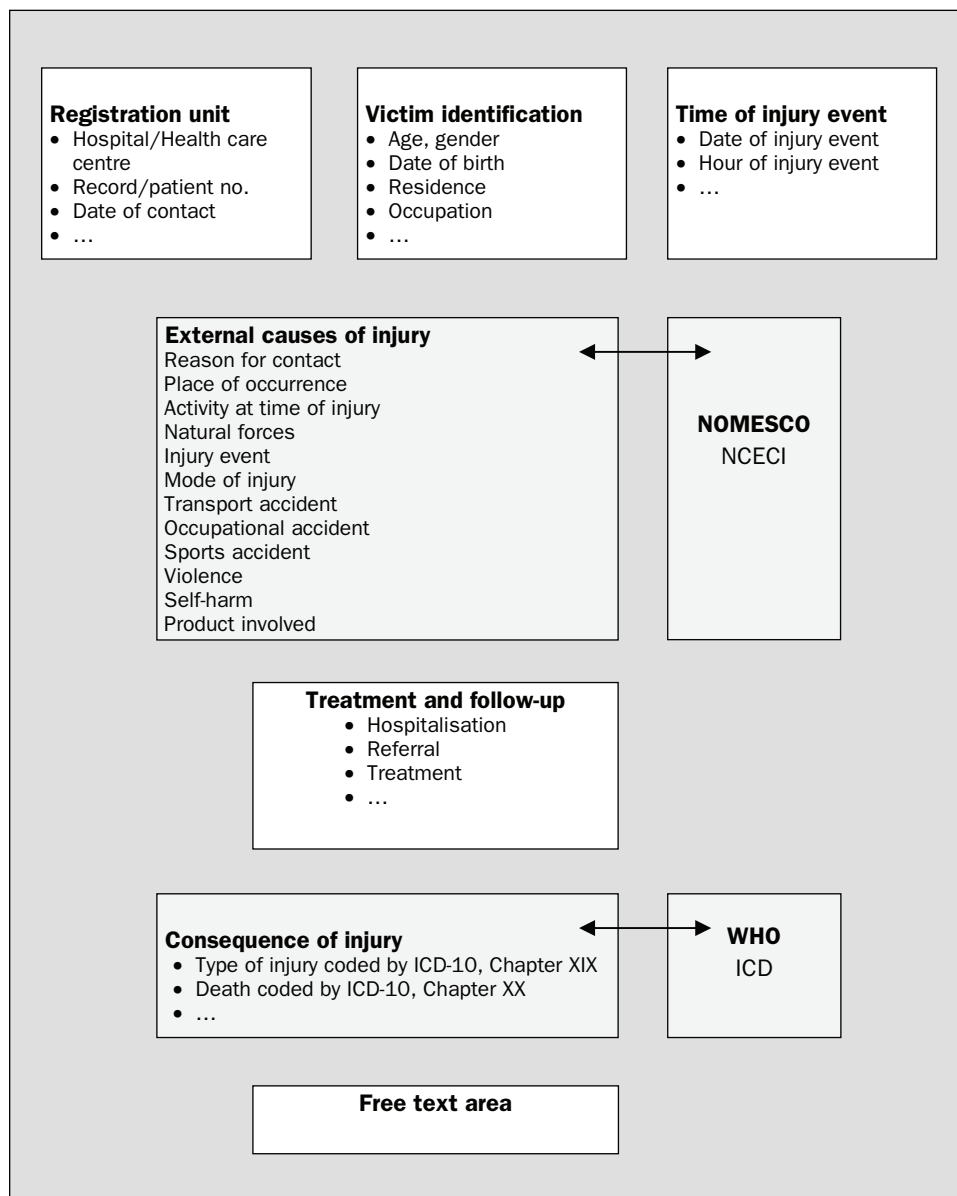 Registration unit
• Hospital/Health care
centre
• Record/patient no.
• Date of contact
• …
Victim identification
• Age, gender
• Date of birth
• Residence
• Occupation
• …
Time of injury event
• Date of injury event
• Hour of injury event
• …
External causes of injury
Reason for contact
Place of occurrence
Activity at time of injury
Natural forces
Injury event
Mode of injury
Transport accident
Occupational accident
Sports accident
Violence
Self-harm
Product involved
NOMESCO
NCECI
Treatment and follow-up
• Hospitalisation
• Referral
• Treatment
• …
Consequence of injury
• Type of injury coded by ICD-10, Chapter XIX
• Death coded by ICD-10, Chapter XX
• …
WHO
ICD
Free text area